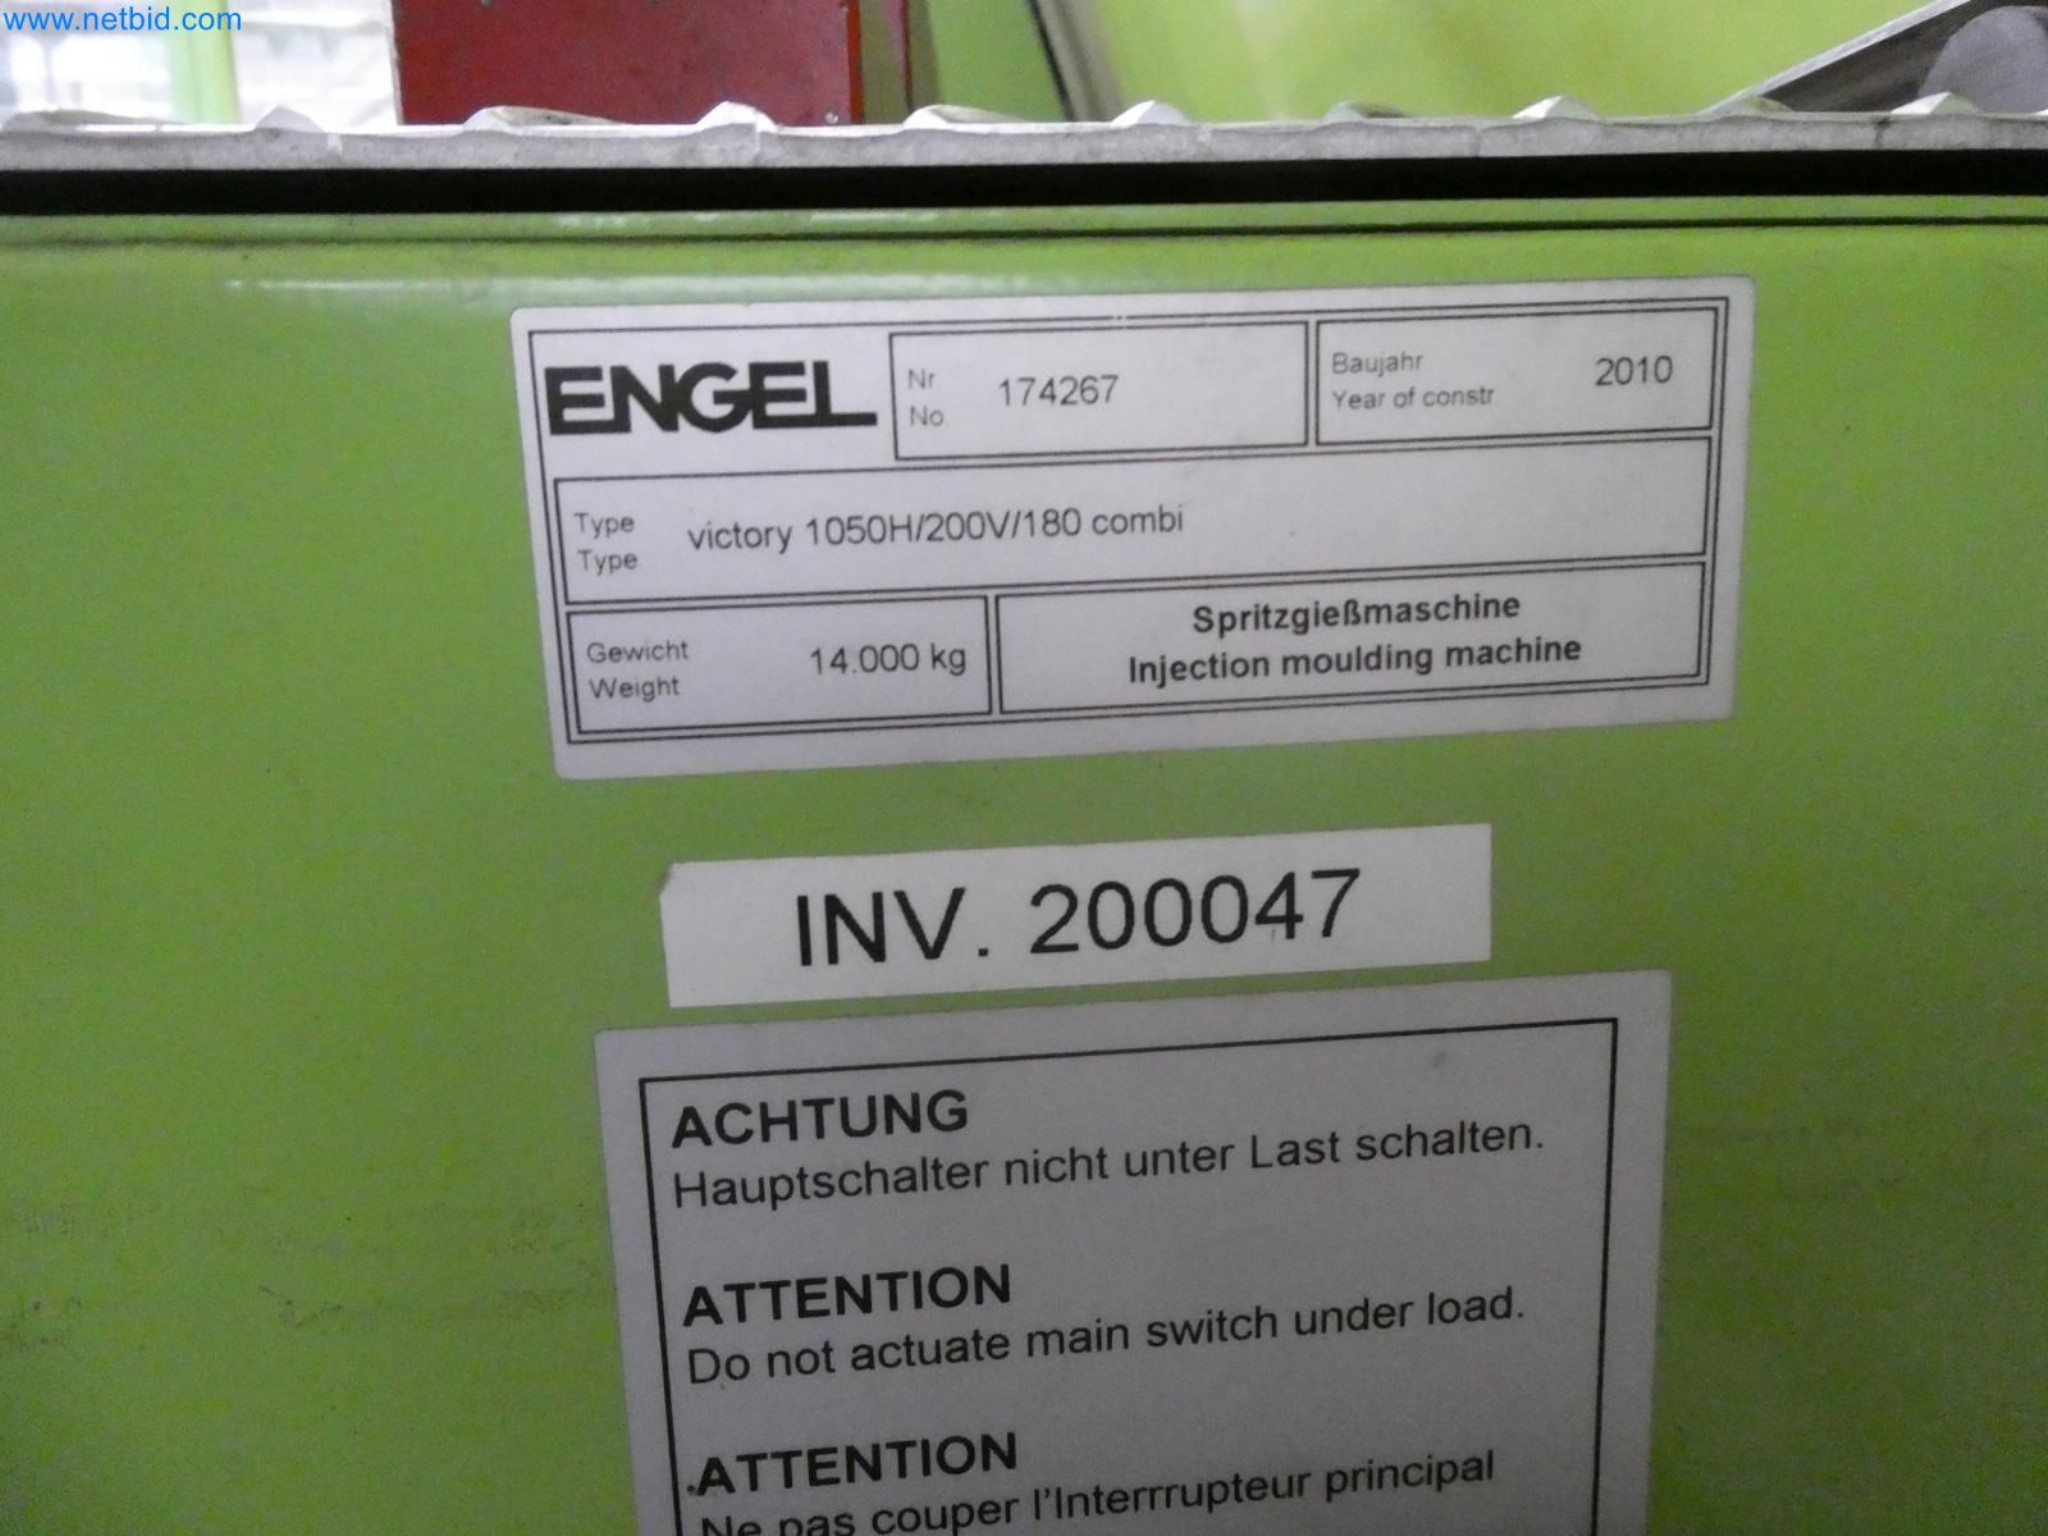 www.netbid.com
ENGEL
Nr
No
174267
Baujahr
Year of constr
2010
Type
Type
victory 1050H/200V/180 combi
Gewicht
Weight
14.000 kg
Spritzgießmaschine
Injection moulding machine
INV. 200047
ACHTUNG
Hauptschalter nicht unter Last schalten.
ATTENTION
Do not actuate main switch under load.
ATTENTION
Ne pas couper l'Interrrupteur principal